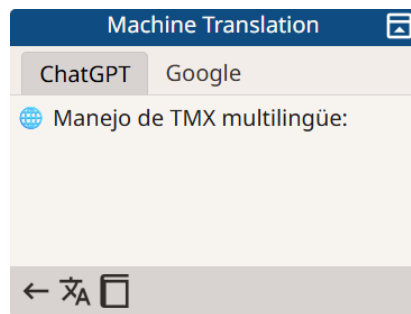 Machine Translation
ChatGPT Google
🌐 Manejo de TMX multilingüe: